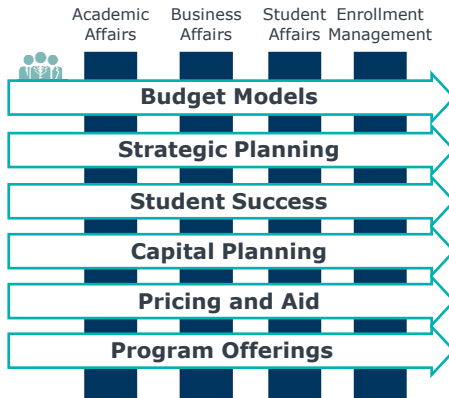 Academic Affairs
Business Affairs
Student Affairs
Enrollment Management
Budget Models
Strategic Planning
Student Success
Capital Planning
Pricing and Aid
Program Offerings